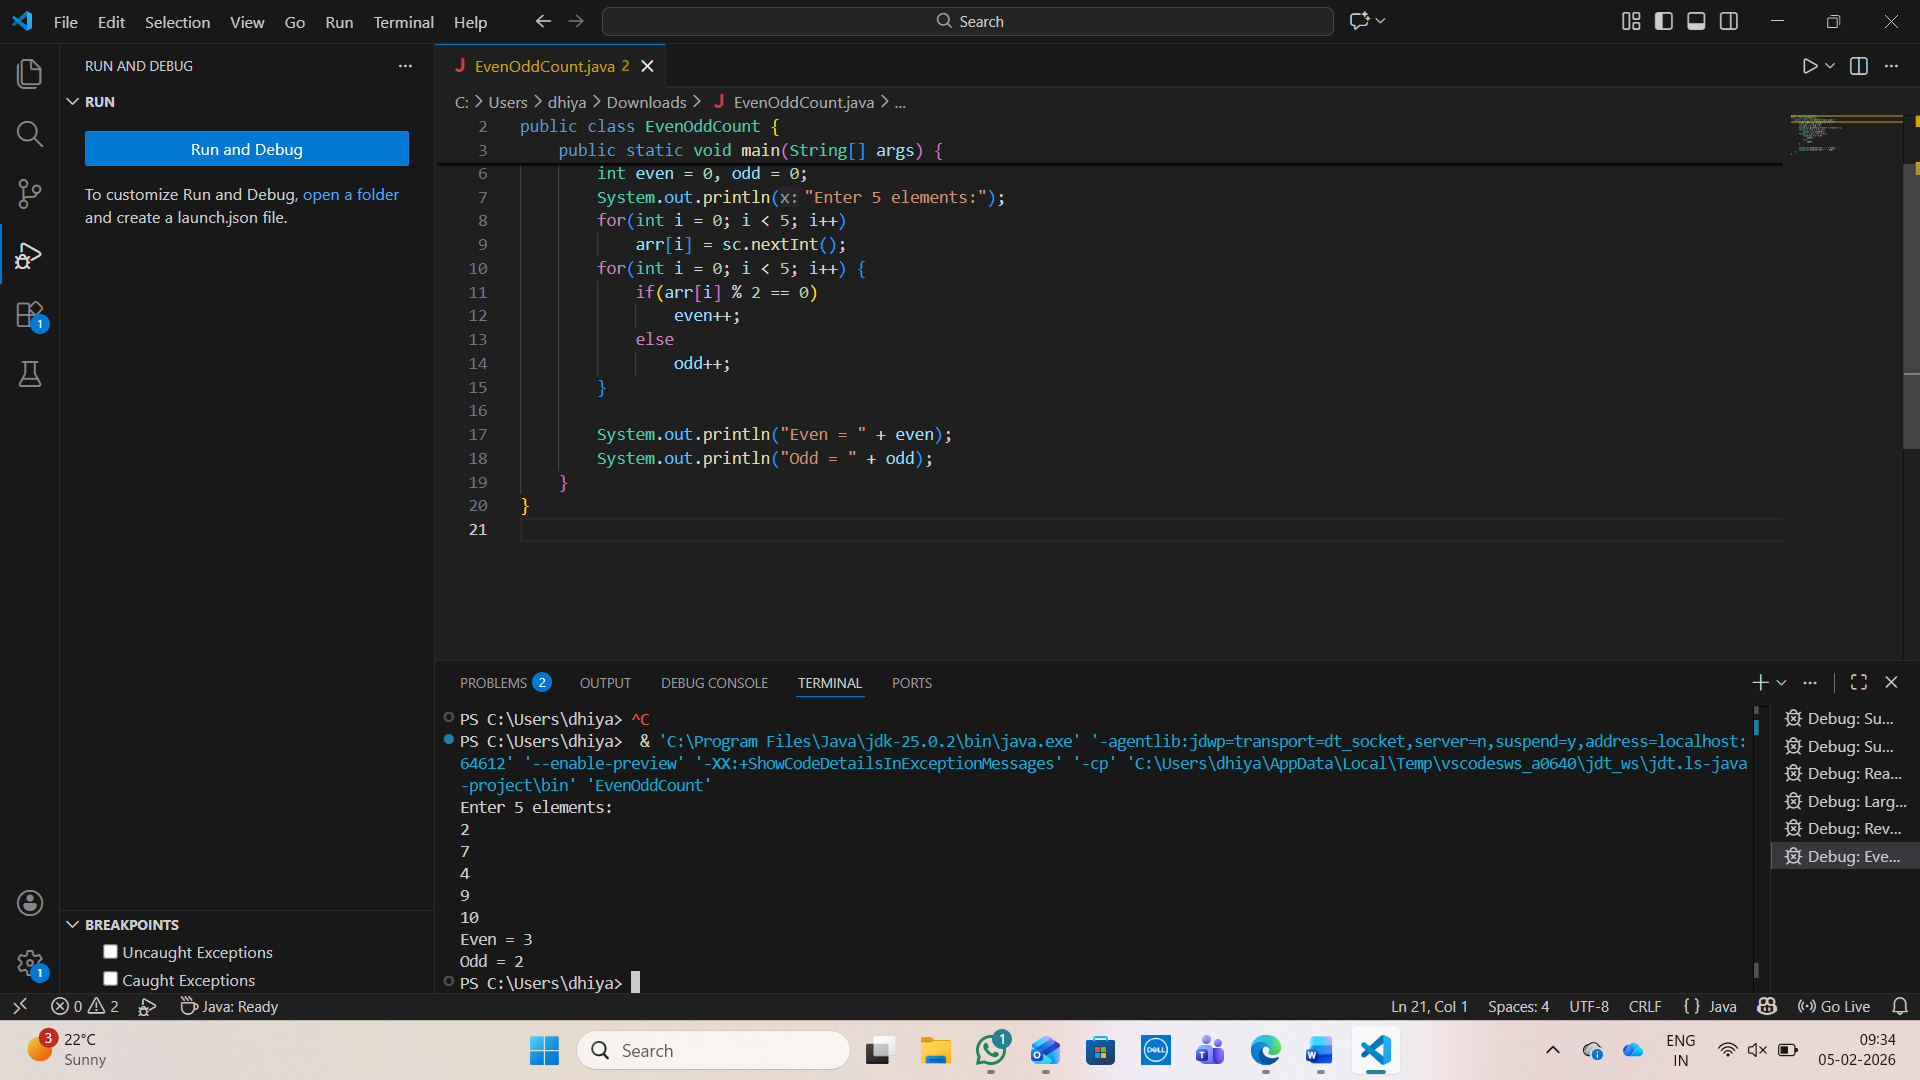 File Edit Selection View Go Run Terminal Help
Search
RUN AND DEBUG
RUN
Run and Debug
To customize Run and Debug, open a folder
and create a launch.json file.
1
BREAKPOINTS
Uncaught Exceptions
Caught Exceptions
1
J EvenOddCount.java 2
C: > Users > dhiya > Downloads > J EvenOddCount.java > ...
2 public class EvenOddCount {
3 public static void main(String[] args) {
6 int even = 0, odd = 0;
7 System.out.println(x: "Enter 5 elements:");
8 for(int i = 0; i < 5; i++)
9 arr[i] = sc.nextInt();
10 for(int i = 0; i < 5; i++) {
11 if(arr[i] % 2 == 0)
12 even++;
13 else
14 odd++;
15 }
16
17 System.out.println("Even = " + even);
18 System.out.println("Odd = " + odd);
19 }
20 }
21
PROBLEMS 2 OUTPUT DEBUG CONSOLE TERMINAL PORTS
PS C:\Users\dhiya> ^C
PS C:\Users\dhiya>  & 'C:\Program Files\Java\jdk-25.0.2\bin\java.exe' '-agentlib:jdwp=transport=dt_socket,server=n,suspend=y,address=localhost:
64612' '--enable-preview' '-XX:+ShowCodeDetailsInExceptionMessages' '-cp' 'C:\Users\dhiya\AppData\Local\Temp\vscodesws_a0640\jdt_ws\jdt.ls-java
-project\bin' 'EvenOddCount'
Enter 5 elements:
2
7
4
9
10
Even = 3
Odd = 2
PS C:\Users\dhiya>
Debug: Su...
Debug: Su...
Debug: Rea...
Debug: Larg...
Debug: Rev...
Debug: Eve...
0 2 Java: Ready
Ln 21, Col 1 Spaces: 4 UTF-8 CRLF { } Java Go Live
3
22°C
Sunny
Search
1
DELL
ENG
IN
09:34
05-02-2026